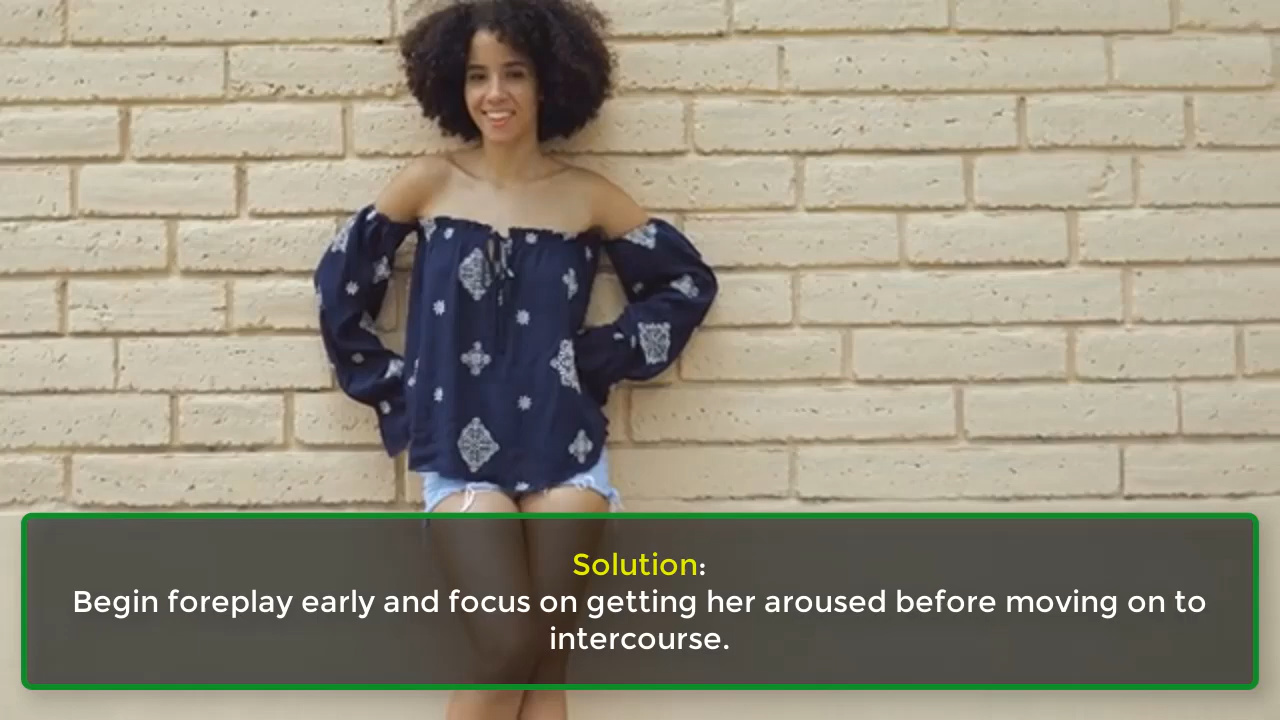 Solution:
Begin foreplay early and focus on getting her aroused before moving on to
intercourse.